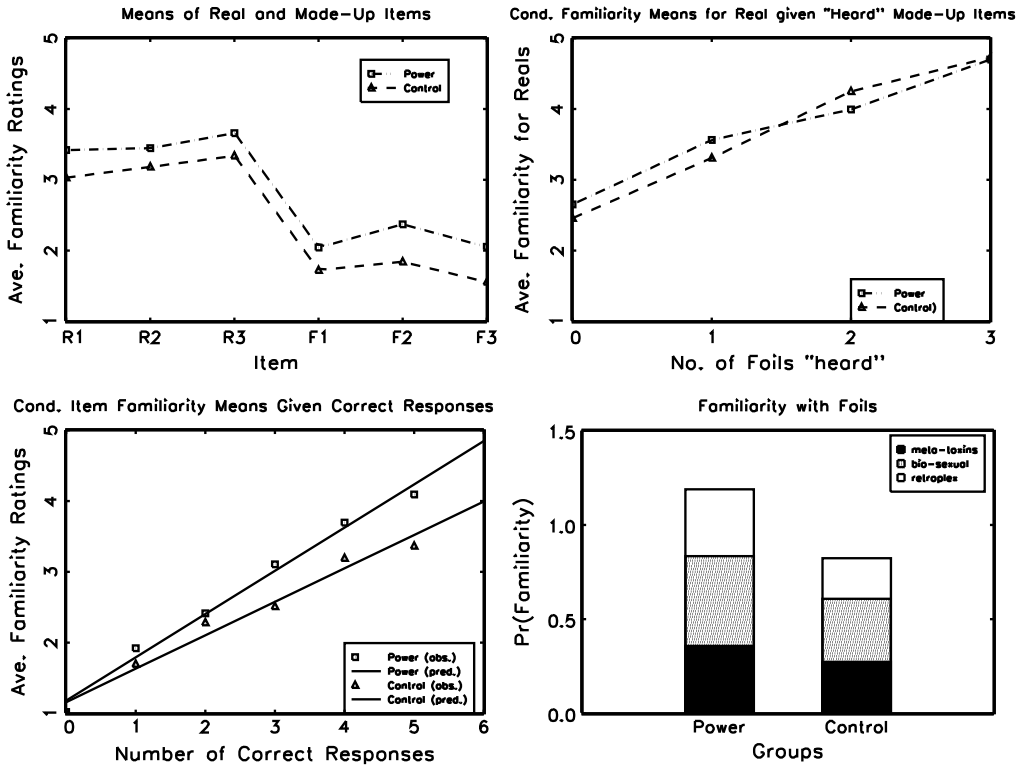 Means of Real and Made-Up Items
5
4
3
2
1
Ave. Familiarity Ratings
Power
Control
R1 R2 R3 F1 F2 F3
Item
Cond. Familiarity Means for Real given "Heard" Made-Up Items
5
4
3
2
1
Ave. Familiarity for Reals
Power
Control)
0 1 2 3
No. of Foils "heard"
Cond. Item Familiarity Means Given Correct Responses
5
4
3
2
1
Ave. Familiarity Ratings
Power (obs.)
Power (pred.)
Control (obs.)
Control (pred.)
0 1 2 3 4 5 6
Number of Correct Responses
Familiarity with Foils
1.5
1.0
0.5
0.0
Pr(Familiarity)
meta-toxins
bio-sexual
retroplex
Power Control
Groups